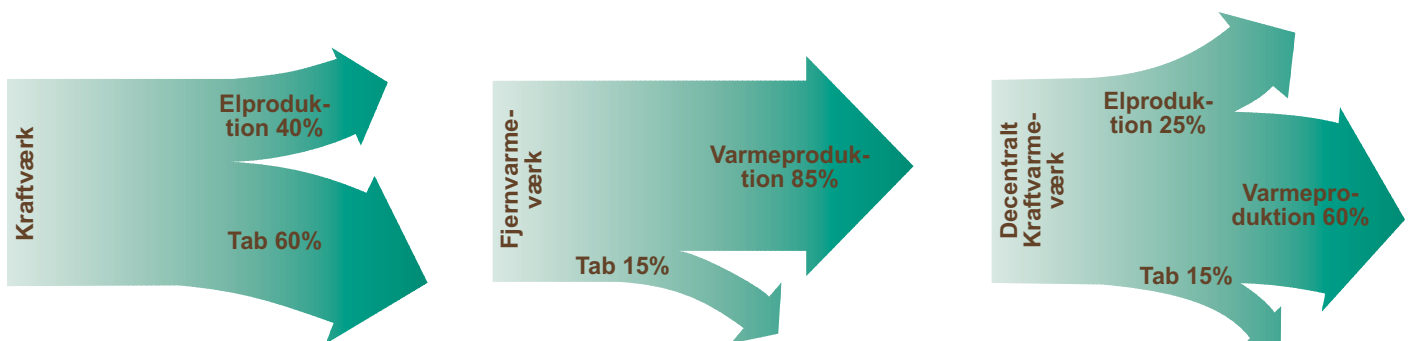 Kraftværk
Elproduk-
tion 40%
Tab 60%
Fjernvarme-
værk
Varmeproduk-
tion 85%
Tab 15%
Decentralt
Kraftvarme-
værk
Elproduk-
tion 25%
Varmepro-
duktion 60%
Tab 15%